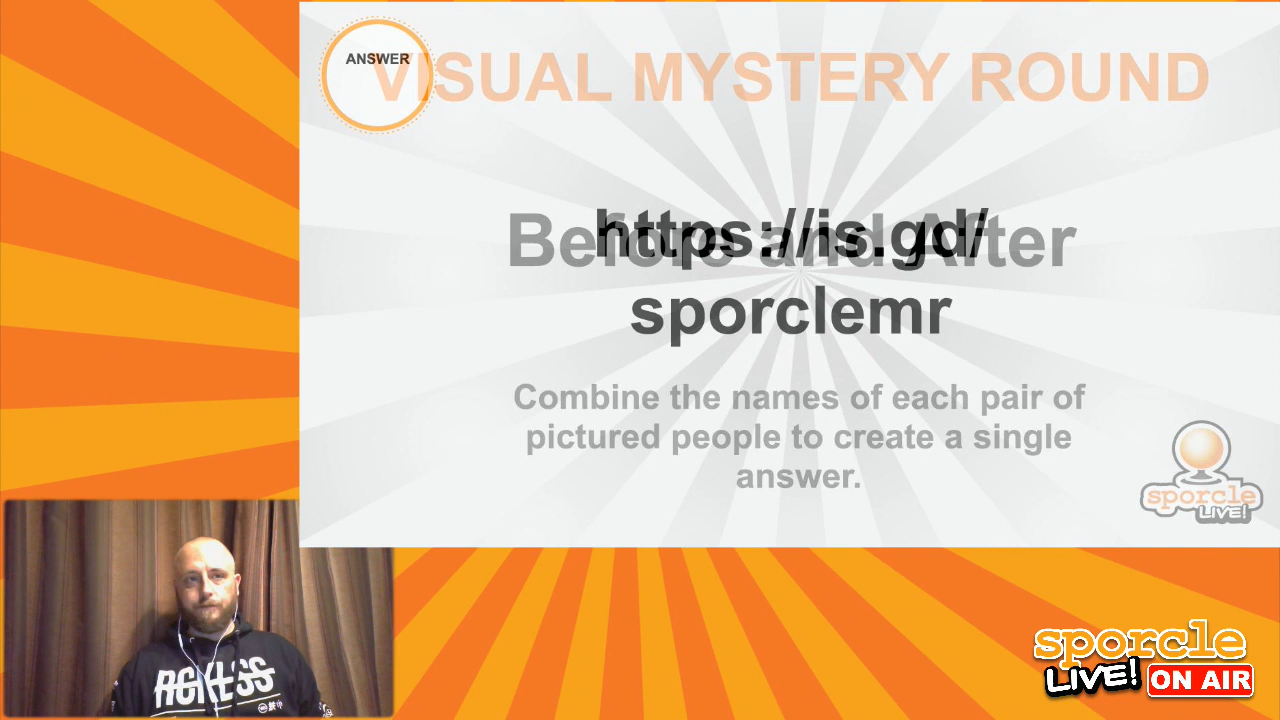 ANSWER
VISUAL MYSTERY ROUND
Before and After
https://is.gd/
sporclemr
Combine the names of each pair of
pictured people to create a single
answer.
sporcle
LIVE!
RCKLSS
sporcle
LIVE! ON AIR